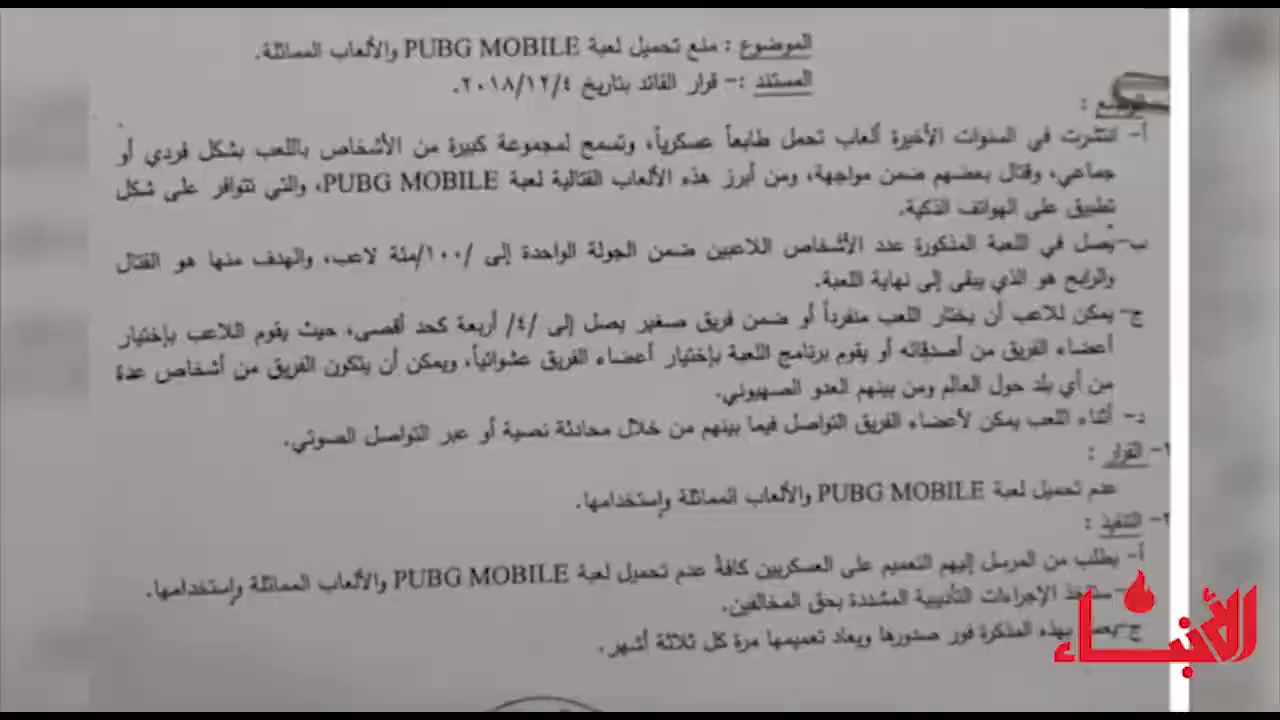 الموضوع : منع تحميل لعبة PUBG MOBILE والألعاب المماثلة.
المستند :- قرار القائد بتاريخ ٢٠١٨/١٢/٤.
الوضع :
أ- انتشرت في السنوات الأخيرة ألعاب تحمل طابعاً عسكرياً، وتسمح لمجموعة كبيرة من الأشخاص باللعب بشكل فردي أو
جماعي، وقتال بعضهم ضمن مواجهة، ومن أبرز هذه الألعاب القتالية لعبة PUBG MOBILE، والتي تتوافر على شكل
تطبيق على الهواتف الذكية.
ب- يصل في اللعبة المذكورة عدد الأشخاص اللاعبين ضمن الجولة الواحدة إلى /١٠٠/مئة لاعب، والهدف منها هو القتال
والرابح هو الذي يبقى إلى نهاية اللعبة.
ج- يمكن للاعب أن يختار اللعب منفرداً أو ضمن فريق صغير يصل إلى /٤/ أربعة كحد أقصى، حيث يقوم اللاعب بإختيار
أعضاء الفريق من أصدقائه أو يقوم برنامج اللعبة بإختيار أعضاء الفريق عشوائياً، ويمكن أن يتكون الفريق من أشخاص عدة
من أي بلد حول العالم ومن بينهم العدو الصهيوني.
د- أثناء اللعب يمكن لأعضاء الفريق التواصل فيما بينهم من خلال محادثة نصية أو عبر التواصل الصوتي.
القرار :
عدم تحميل لعبة PUBG MOBILE والألعاب المماثلة وإستخدامها.
التنفيذ :
أ- يطلب من المرسل إليهم التعميم على العسكريين كافة عدم تحميل لعبة PUBG MOBILE والألعاب المماثلة وإستخدامها.
- ستتخذ الإجراءات التأديبية المشددة بحق المخالفين.
ج- يعمل بهذه المذكرة فور صدورها ويعاد تعميمها مرة كل ثلاثة أشهر.
الأنباء